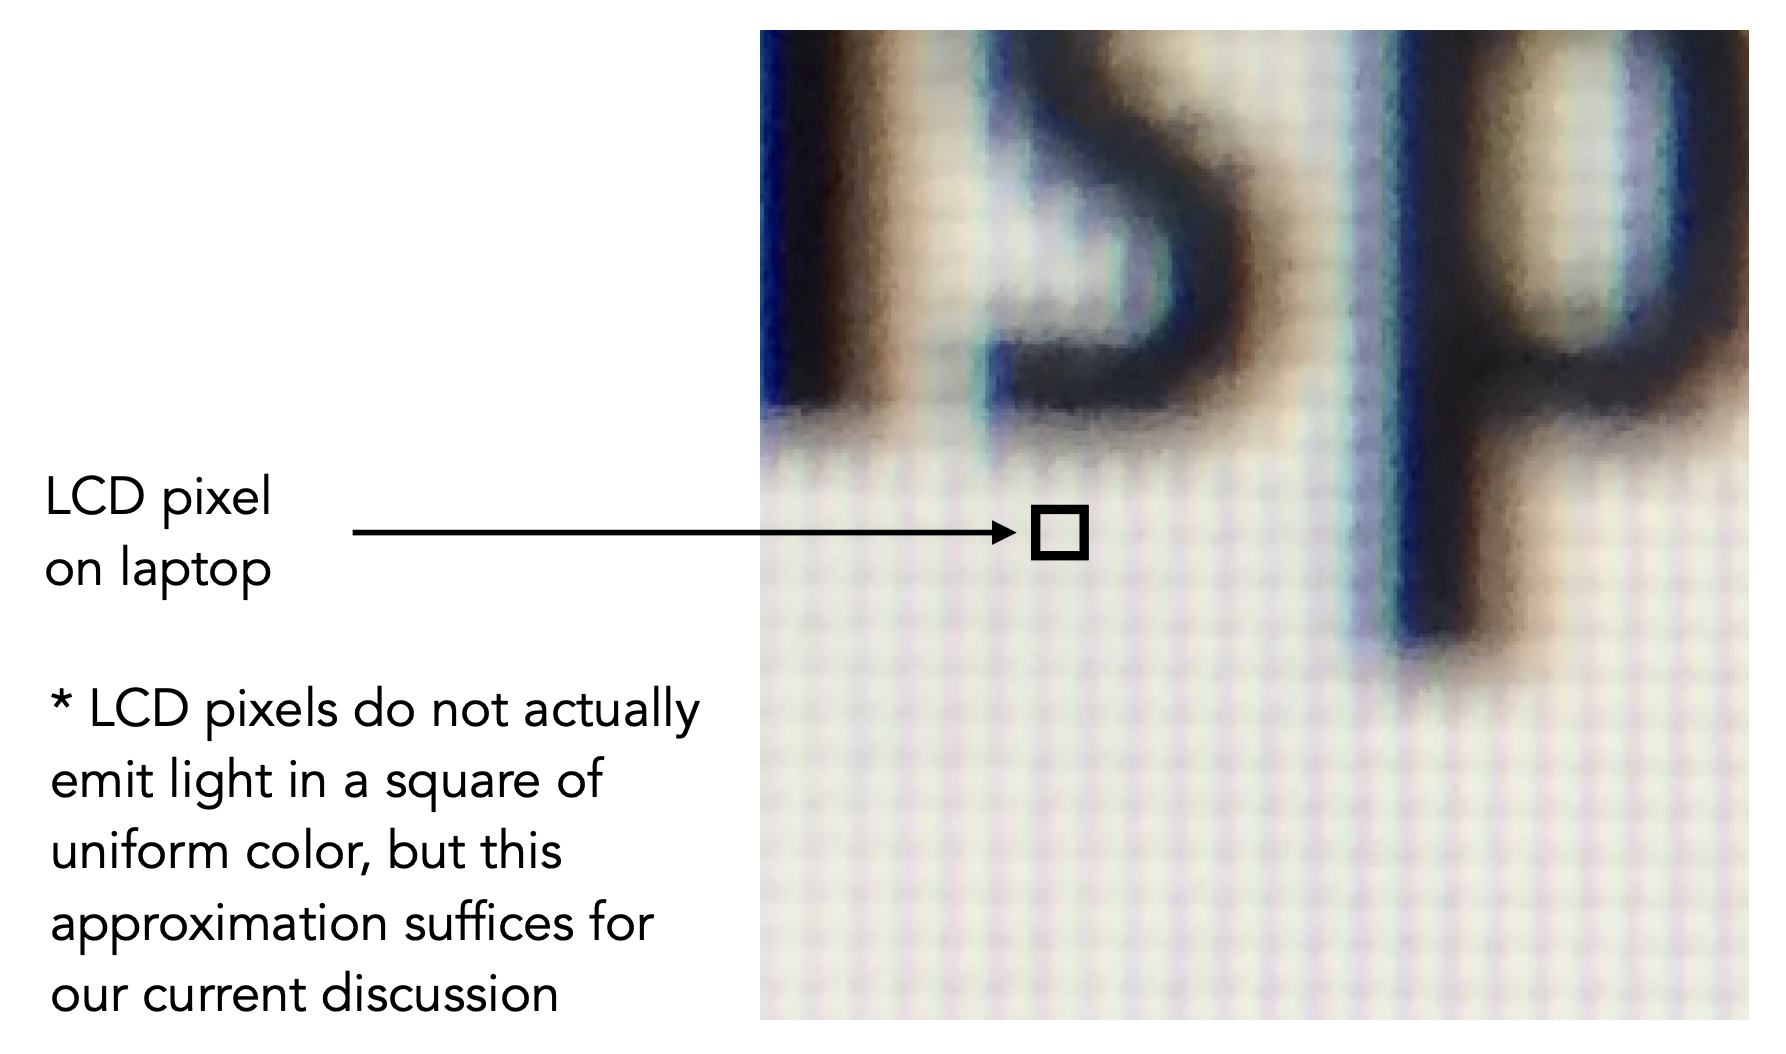 sp
LCD pixel
on laptop
* LCD pixels do not actually
emit light in a square of
uniform color, but this
approximation suffices for
our current discussion